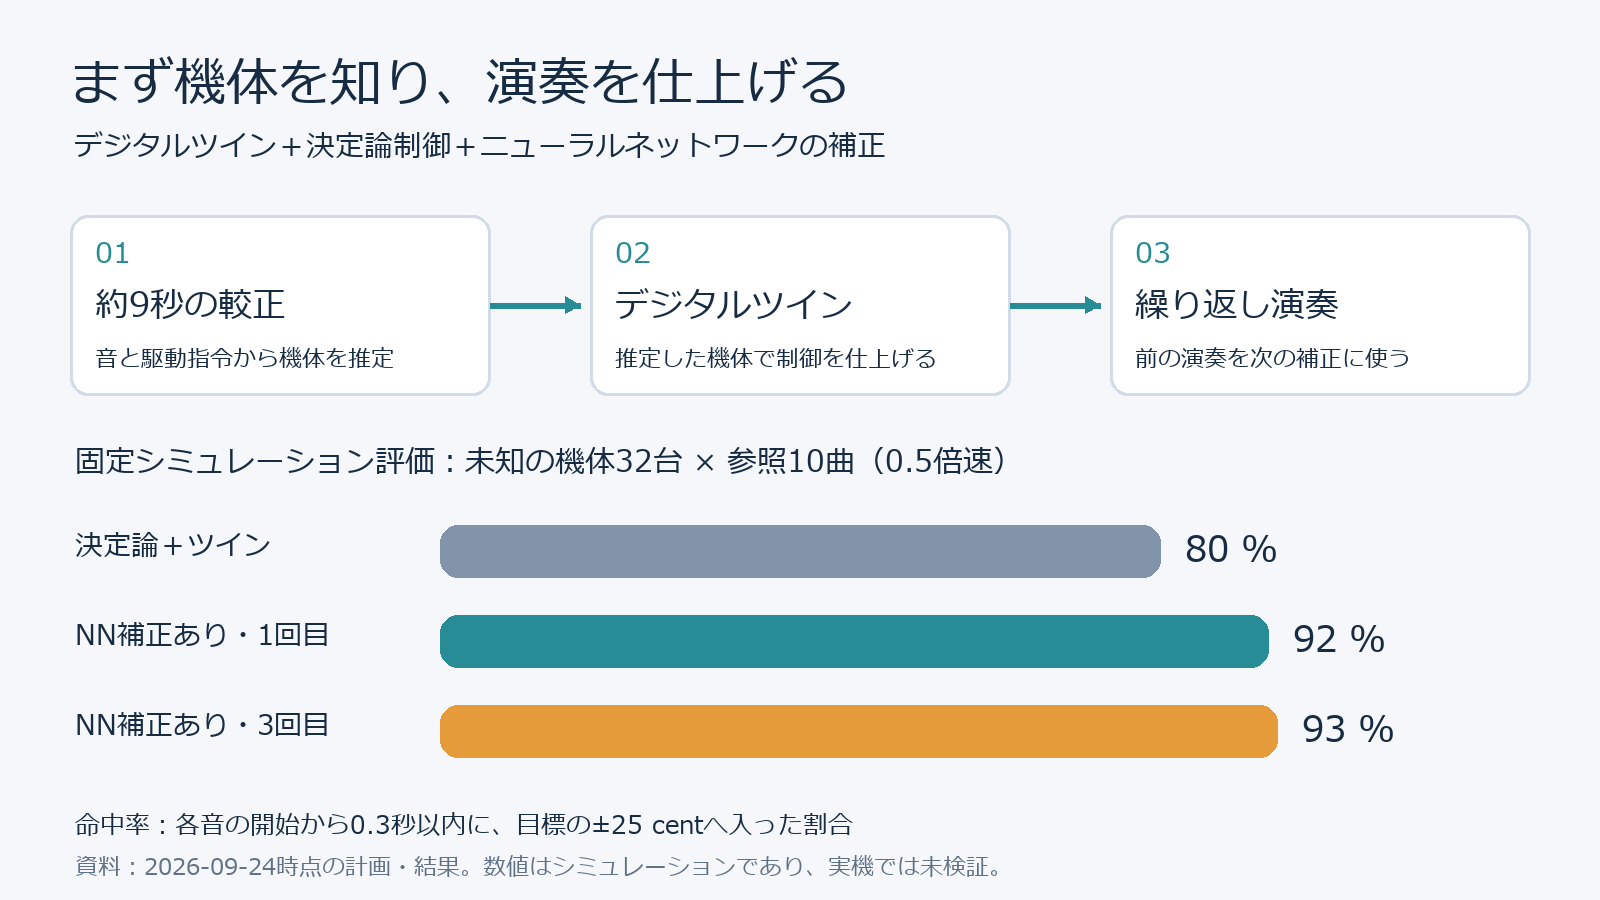 まず機体を知り、演奏を仕上げる
デジタルツイン＋決定論制御＋ニューラルネットワークの補正
01
約9秒の較正
音と駆動指令から機体を推定
02
デジタルツイン
推定した機体で制御を仕上げる
03
繰り返し演奏
前の演奏を次の補正に使う
固定シミュレーション評価：未知の機体32台 × 参照10曲（0.5倍速）
決定論＋ツイン
80 %
NN補正あり・1回目
92 %
NN補正あり・3回目
93 %
命中率：各音の開始から0.3秒以内に、目標の±25 centへ入った割合
資料：2026-09-24時点の計画・結果。数値はシミュレーションであり、実機では未検証。